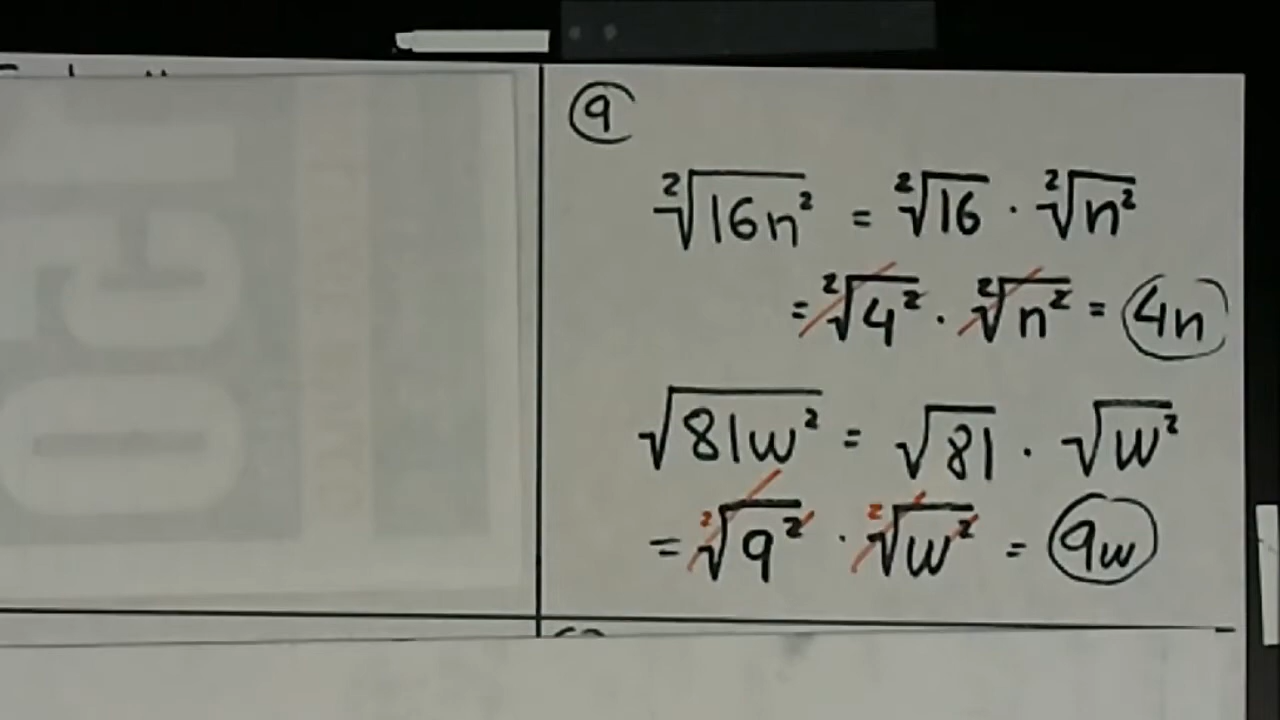 9
²√16n² = ²√16 · ²√n²
= ²√4² · ²√n² = 4n
√81w² = √81 · √w²
= ²√9² · ²√w² = 9w